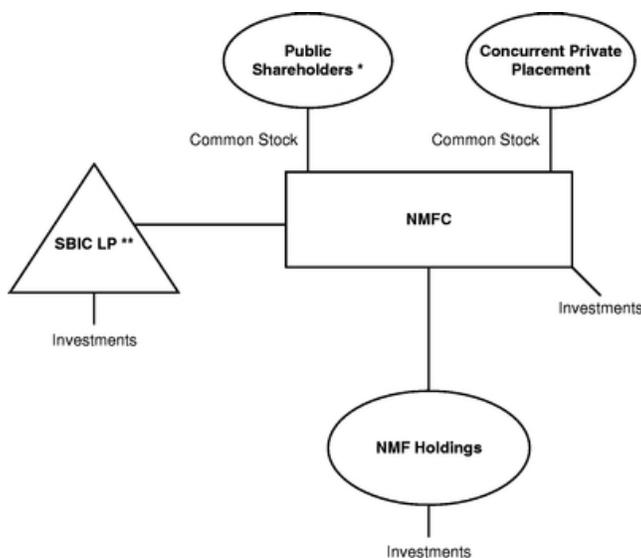 Public
Shareholders *
Concurrent Private
Placement
Common Stock
Common Stock
NMFC
SBIC LP **
Investments
Investments
NMF Holdings
Investments